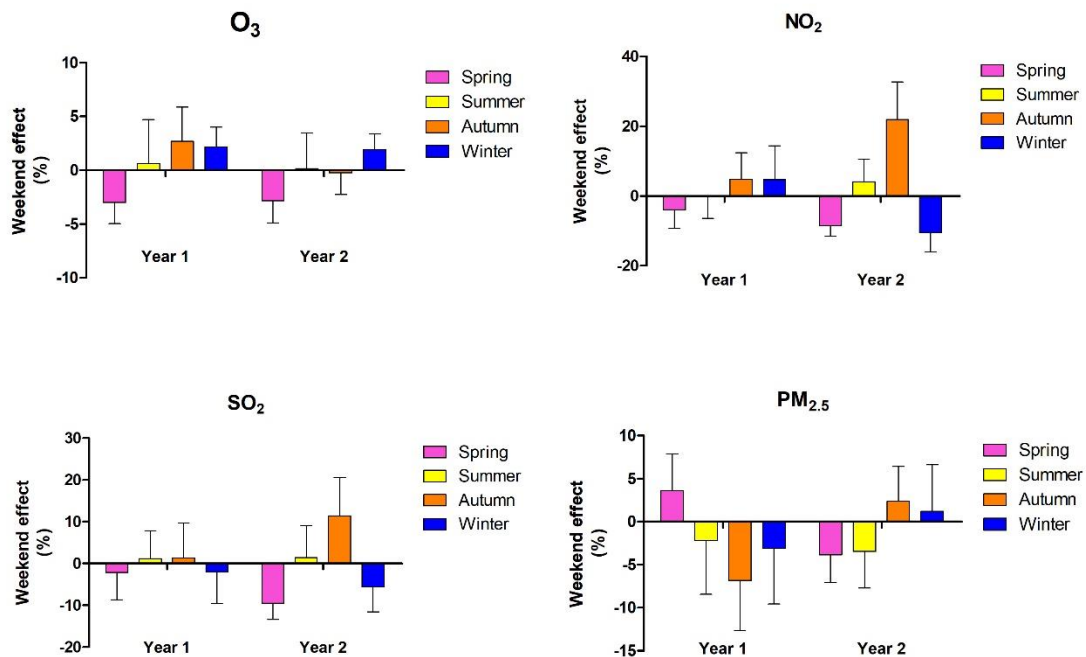 O₃
Weekend effect
(%)
10
5
0
-5
-10
Year 1
Year 2
Spring
Summer
Autumn
Winter
NO₂
Weekend effect
(%)
40
20
0
-20
Year 1
Year 2
Spring
Summer
Autumn
Winter
SO₂
Weekend effect
(%)
30
20
10
0
-10
-20
Year 1
Year 2
Spring
Summer
Autumn
Winter
PM₂.₅
Weekend effect
(%)
10
5
0
-5
-10
-15
Year 1
Year 2
Spring
Summer
Autumn
Winter